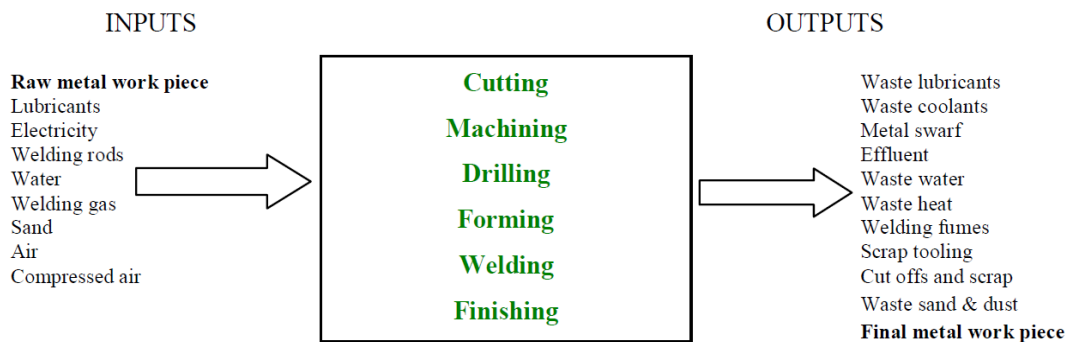 INPUTS
Raw metal work piece
Lubricants
Electricity
Welding rods
Water
Welding gas
Sand
Air
Compressed air
Cutting
Machining
Drilling
Forming
Welding
Finishing
OUTPUTS
Waste lubricants
Waste coolants
Metal swarf
Effluent
Waste water
Waste heat
Welding fumes
Scrap tooling
Cut offs and scrap
Waste sand & dust
Final metal work piece